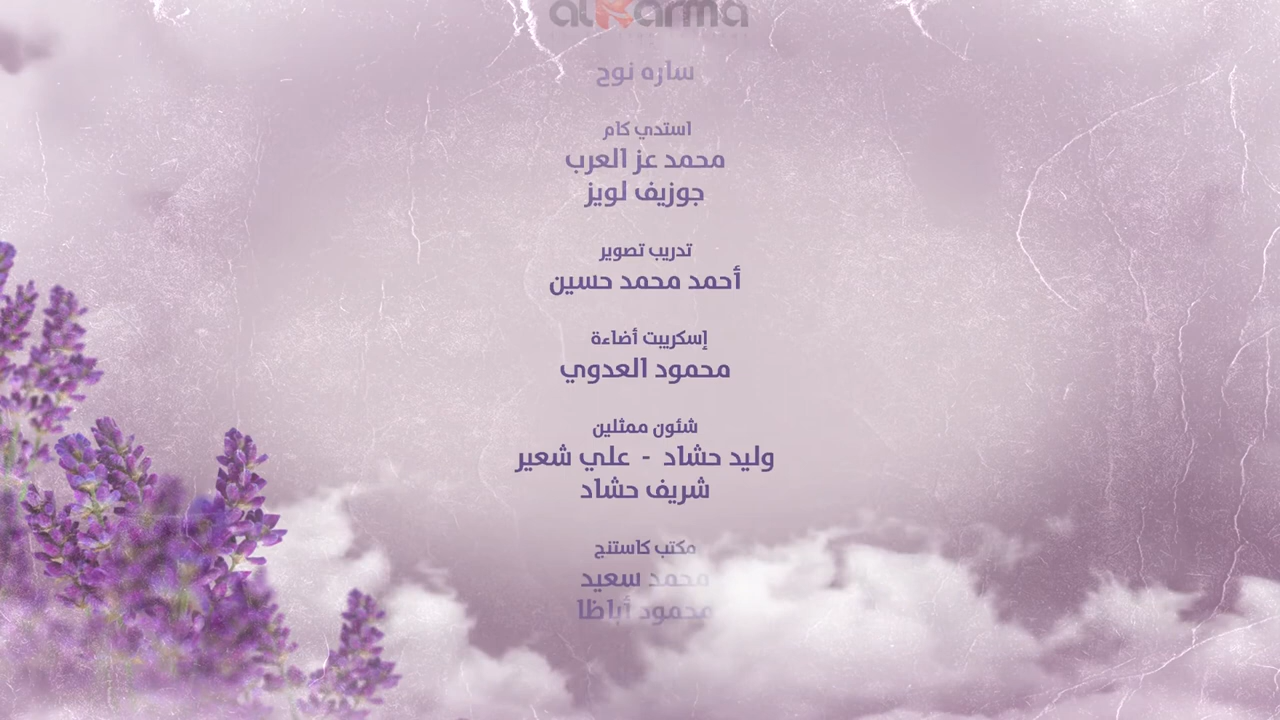 alKarma
ساره نوح
استدي كام
محمد عز العرب
جوزيف لويز
تدريب تصوير
أحمد محمد حسين
إسكريبت أضاءة
محمود العدوي
شئون ممثلين
وليد حشاد - علي شعير
شريف حشاد
مكتب كاستنج
محمد سعيد
محمود أباظا